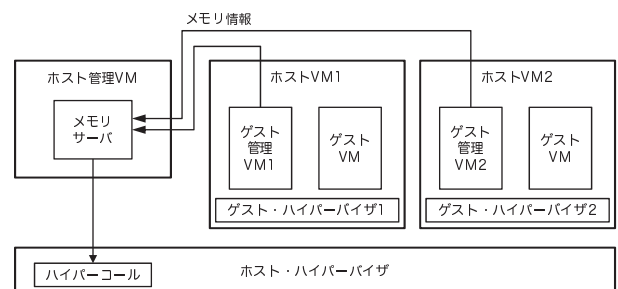 メモリ情報
ホスト管理VM
メモリ
サーバ
ホストVM1
ゲスト
管理
VM1
ゲスト
VM
ゲスト・ハイパーバイザ1
ホストVM2
ゲスト
管理
VM2
ゲスト
VM
ゲスト・ハイパーバイザ2
ハイパーコール
ホスト・ハイパーバイザ